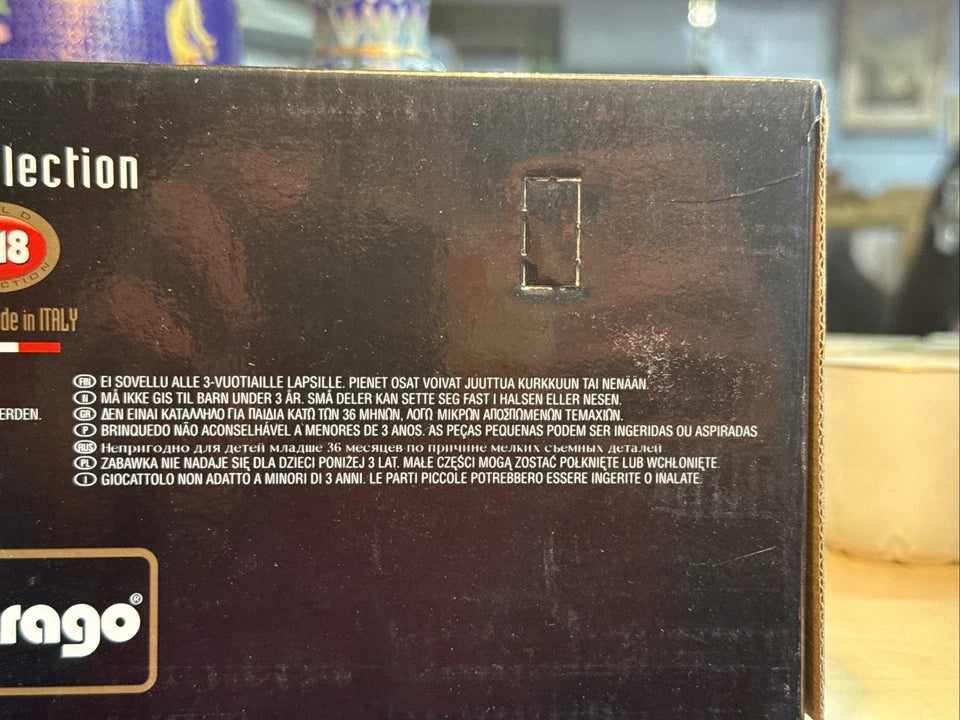 lection
LD
18
CTION
de in ITALY
FIN EI SOVELLU ALLE 3-VUOTIAILLE LAPSILLE. PIENET OSAT VOIVAT JUUTTUA KURKKUUN TAI NENÄÄN.
N MÅ IKKE GIS TIL BARN UNDER 3 ÅR. SMÅ DELER KAN SETTE SEG FAST I HALSEN ELLER NESEN.
GR ΔΕΝ ΕΙΝΑΙ ΚΑΤΑΛΛΗΛΟ ΓΙΑ ΠΑΙΔΙΑ ΚΑΤΩ ΤΩΝ 36 ΜΗΝΩΝ, ΛΟΓΩ ΜΙΚΡΩΝ ΑΠΟΣΠΩΜΕΝΩΝ ΤΕΜΑΧΙΩΝ.
ERDEN.
P BRINQUEDO NÃO ACONSELHÁVEL A MENORES DE 3 ANOS. AS PEÇAS PEQUENAS PODEM SER INGERIDAS OU ASPIRADAS
RUS Непригодно для детей младше 36 месяцев по причине мелких съемных деталей
PL ZABAWKA NIE NADAJE SIĘ DLA DZIECI PONIŻEJ 3 LAT. MAŁE CZĘŚCI MOGĄ ZOSTAĆ POŁKNIĘTE LUB WCHŁONIĘTE.
I GIOCATTOLO NON ADATTO A MINORI DI 3 ANNI. LE PARTI PICCOLE POTREBBERO ESSERE INGERITE O INALATE.
rago®